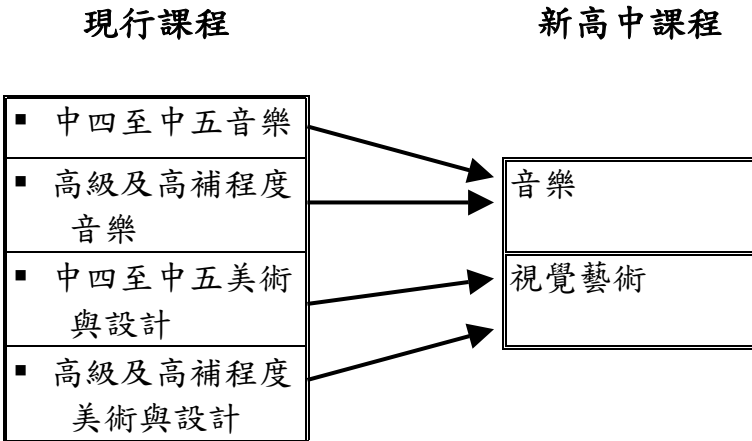 現行課程
新高中課程
▪ 中四至中五音樂
▪ 高級及高補程度
音樂
▪ 中四至中五美術
與設計
▪ 高級及高補程度
美術與設計
音樂
視覺藝術